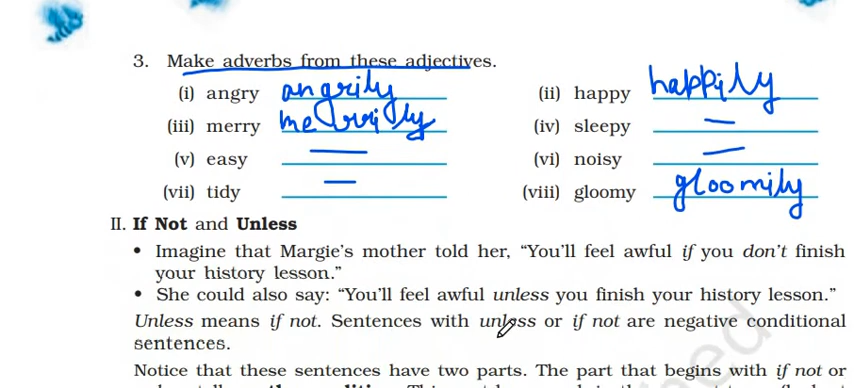 3. Make adverbs from these adjectives.
(i) angry angrily (ii) happy happily
(iii) merry merrily (iv) sleepy —
(v) easy — (vi) noisy —
(vii) tidy — (viii) gloomy gloomily
II. If Not and Unless
• Imagine that Margie's mother told her, “You'll feel awful if you don't finish
your history lesson.”
• She could also say: “You'll feel awful unless you finish your history lesson.”
Unless means if not. Sentences with unless or if not are negative conditional
sentences.
Notice that these sentences have two parts. The part that begins with if not or